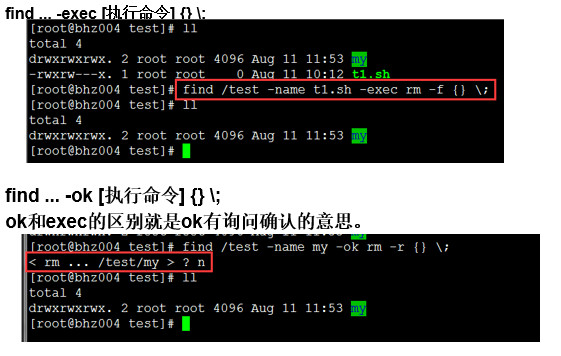 find ... -exec [执行命令] {} \;
[root@bhz004 test]# ll
total 4
drwxrwxrwx. 2 root root 4096 Aug 11 11:53 my
-rwxrw---x. 1 root root    0 Aug 11 10:12 t1.sh
[root@bhz004 test]# find /test -name t1.sh -exec rm -f {} \;
[root@bhz004 test]# ll
total 4
drwxrwxrwx. 2 root root 4096 Aug 11 11:53 my
[root@bhz004 test]#
find ... -ok [执行命令] {} \;
ok和exec的区别就是ok有询问确认的意思。
[root@bhz004 test]# find /test -name my -ok rm -r {} \;
< rm ... /test/my > ? n
[root@bhz004 test]# ll
total 4
drwxrwxrwx. 2 root root 4096 Aug 11 11:53 my
[root@bhz004 test]#